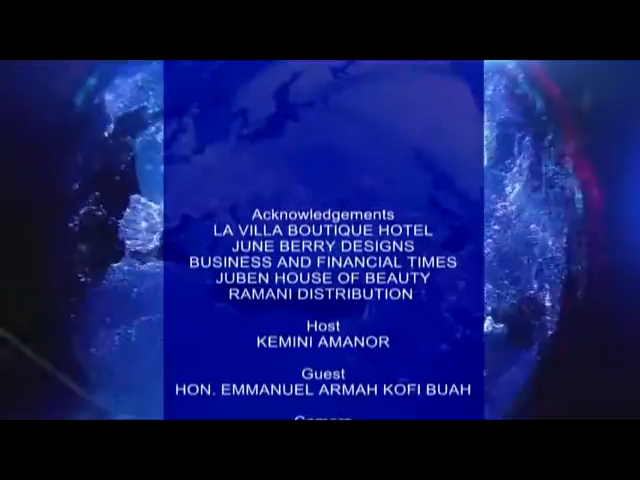 Acknowledgements
LA VILLA BOUTIQUE HOTEL
JUNE BERRY DESIGNS
BUSINESS AND FINANCIAL TIMES
JUBEN HOUSE OF BEAUTY
RAMANI DISTRIBUTION
Host
KEMINI AMANOR
Guest
HON. EMMANUEL ARMAH KOFI BUAH